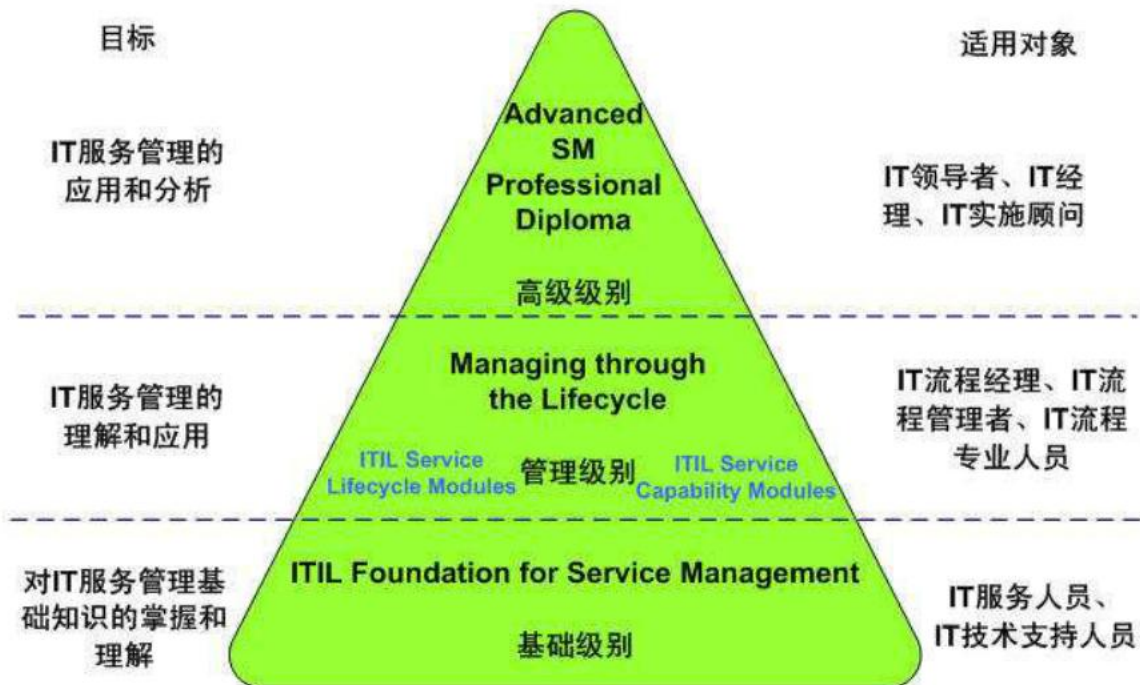 目标
适用对象
Advanced
SM
Professional
Diploma
IT服务管理的
应用和分析
IT领导者、IT经
理、IT实施顾问
高级级别
Managing through
the Lifecycle
IT服务管理的
理解和应用
IT流程经理、IT流
程管理者、IT流程
专业人员
ITIL Service
Lifecycle Modules
管理级别
ITIL Service
Capability Modules
ITIL Foundation for Service Management
对IT服务管理基
础知识的掌握和
理解
IT服务人员、
IT技术支持人员
基础级别